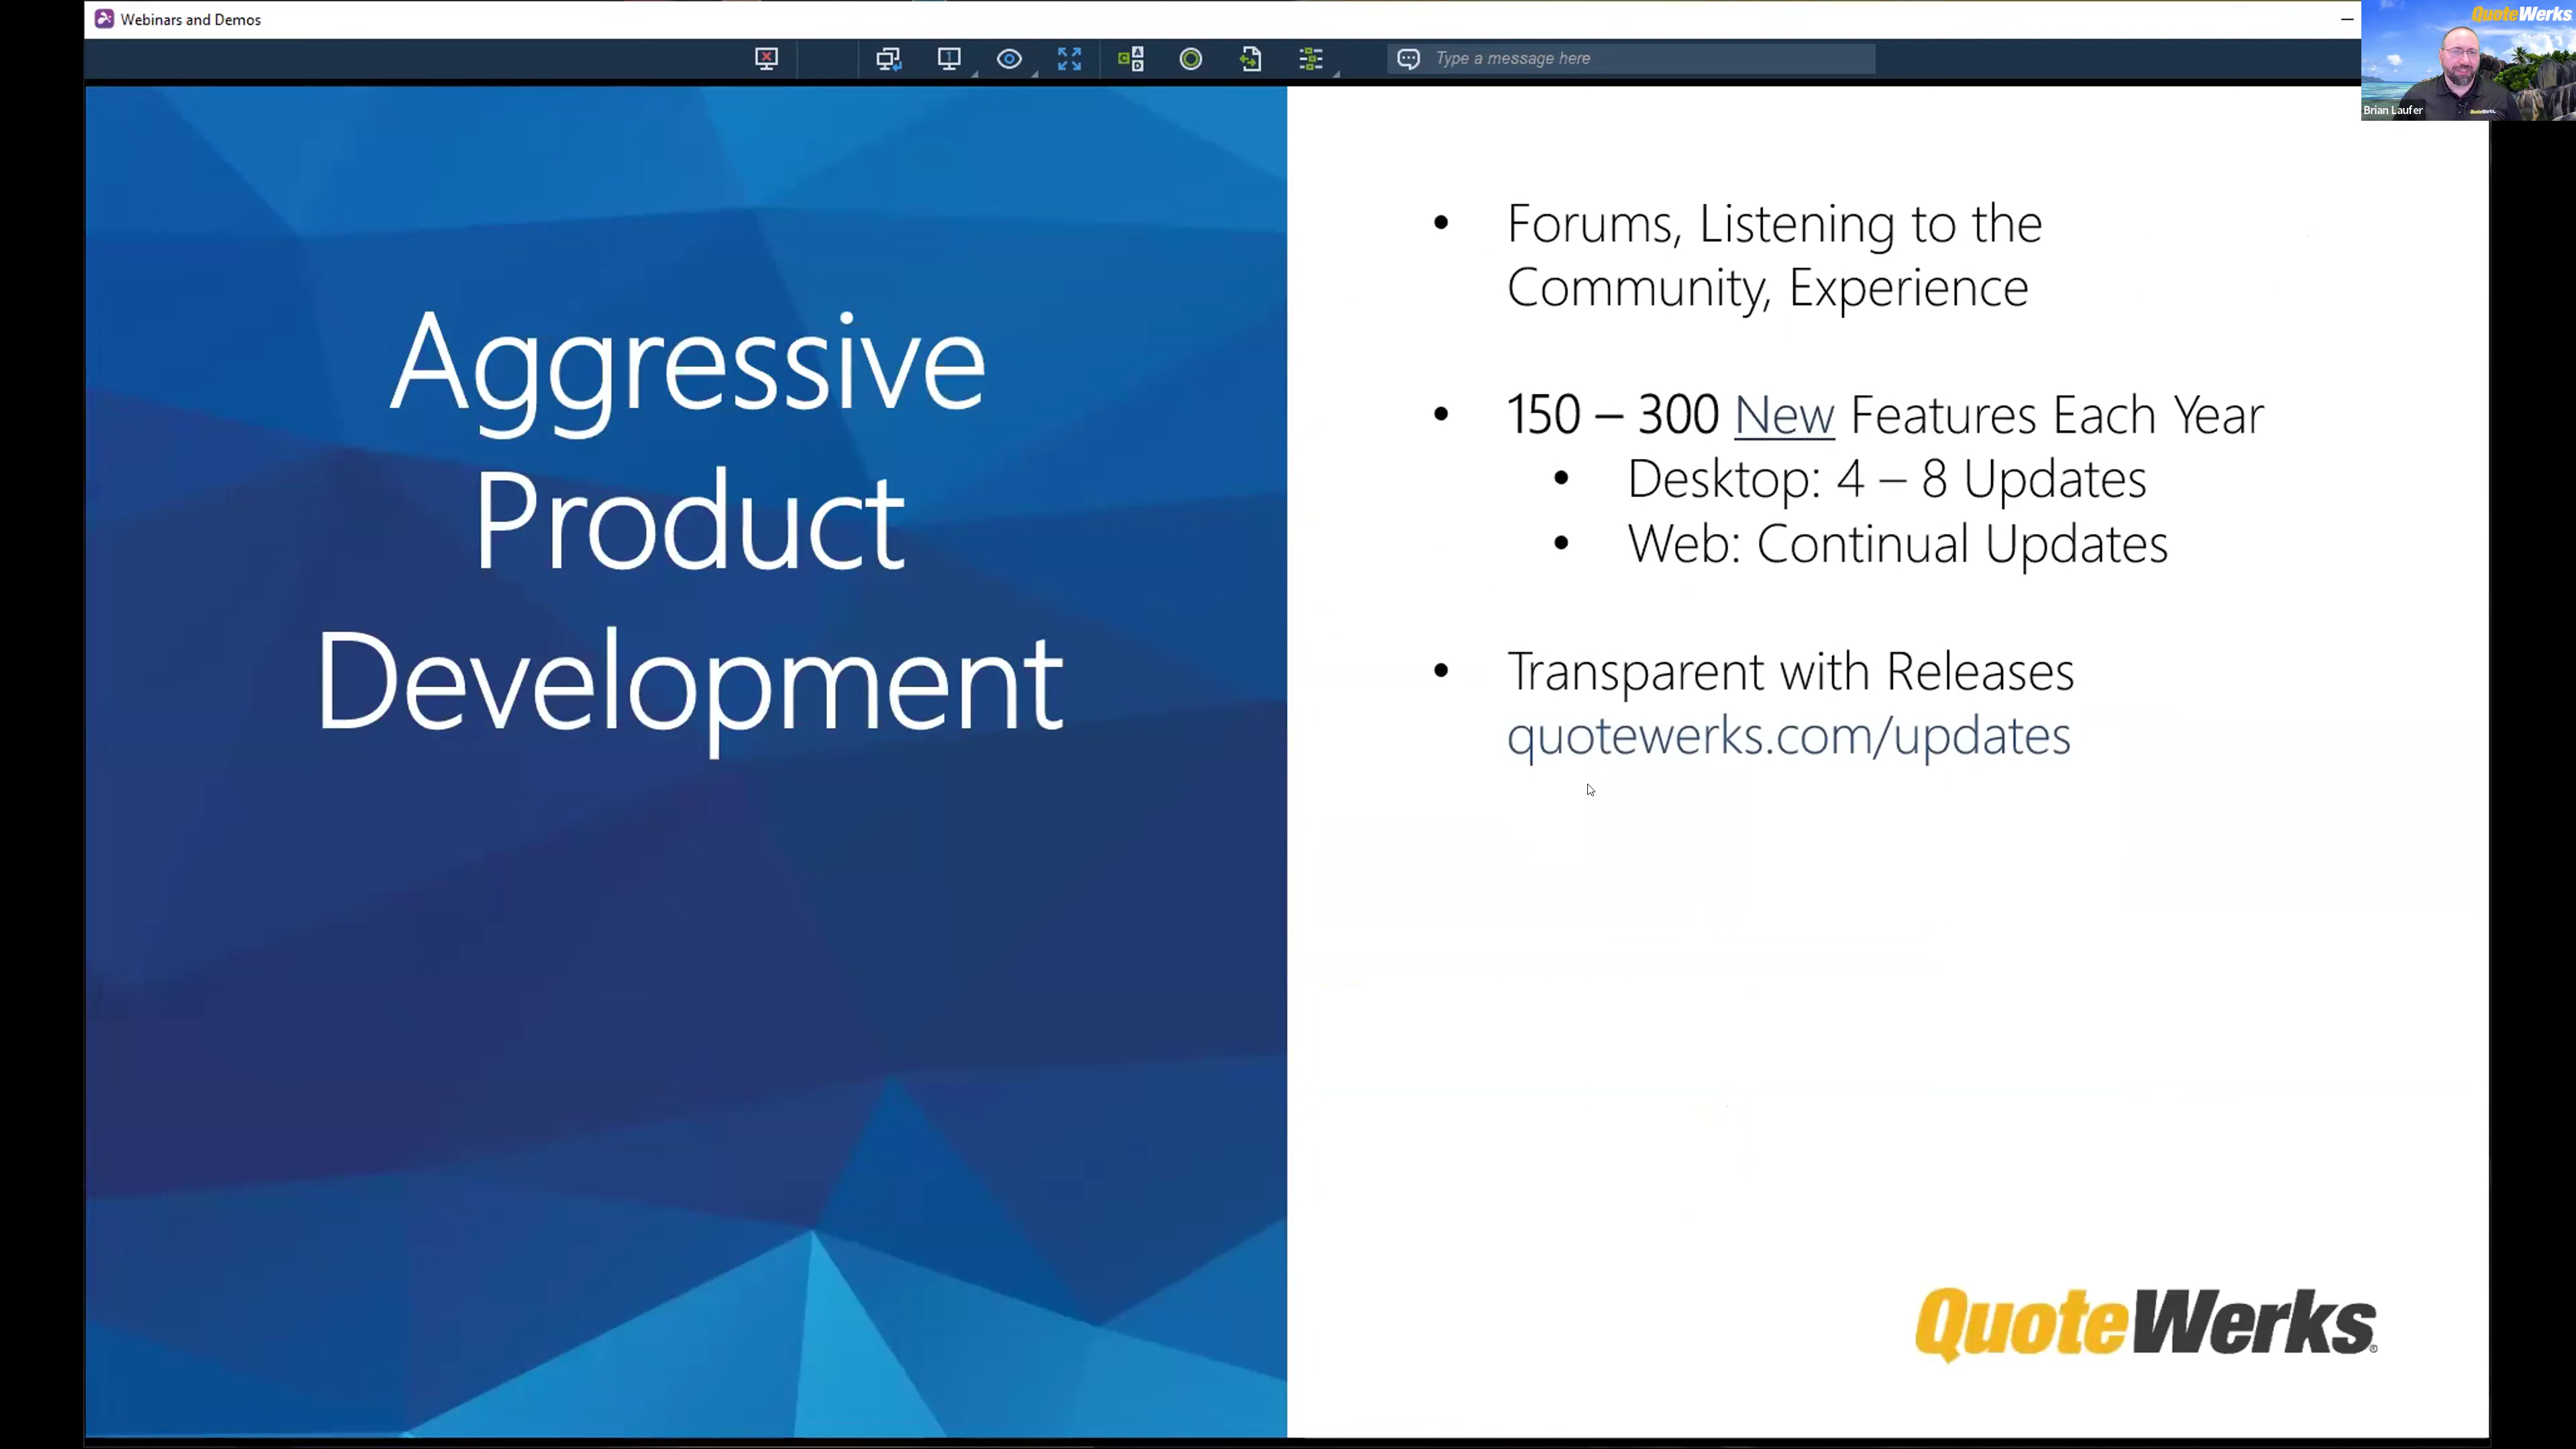 Webinars and Demos
Type a message here
QuoteWerks
Brian Laufer
Aggressive
Product
Development
• Forums, Listening to the
Community, Experience
• 150 – 300 New Features Each Year
• Desktop: 4 – 8 Updates
• Web: Continual Updates
• Transparent with Releases
quotewerks.com/updates
QuoteWerks®